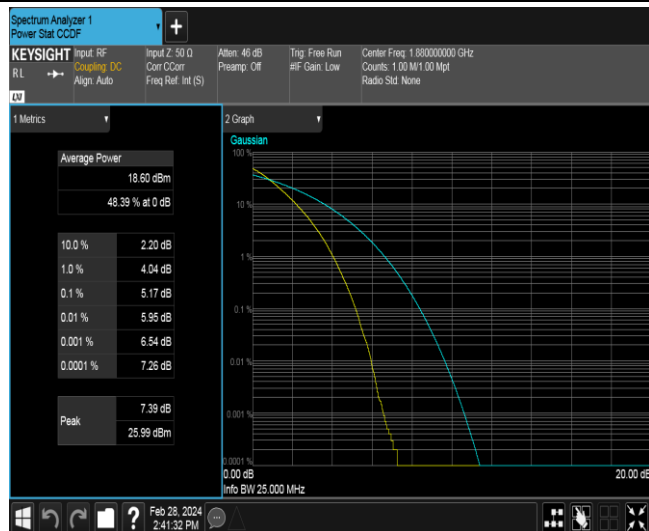 Spectrum Analyzer 1
Power Stat CCDF
+
KEYSIGHT
RL
LXI
Input: RF
Coupling: DC
Align: Auto
Input Z: 50 Ω
Corr CCorr
Freq Ref: Int (S)
Atten: 46 dB
Preamp: Off
Trig: Free Run
#IF Gain: Low
Center Freq: 1.880000000 GHz
Counts: 1.00 M/1.00 Mpt
Radio Std: None
1 Metrics
Average Power
18.60 dBm
48.39 % at 0 dB
10.0 % 2.20 dB
1.0 % 4.04 dB
0.1 % 5.17 dB
0.01 % 5.95 dB
0.001 % 6.54 dB
0.0001 % 7.26 dB
Peak
7.39 dB
25.99 dBm
2 Graph
Gaussian
100 %
10 %
1 %
0.1 %
0.01 %
0.001 %
0.0001 %
0.00 dB 20.00 dB
Info BW 25.000 MHz
?
Feb 28, 2024
2:41:32 PM